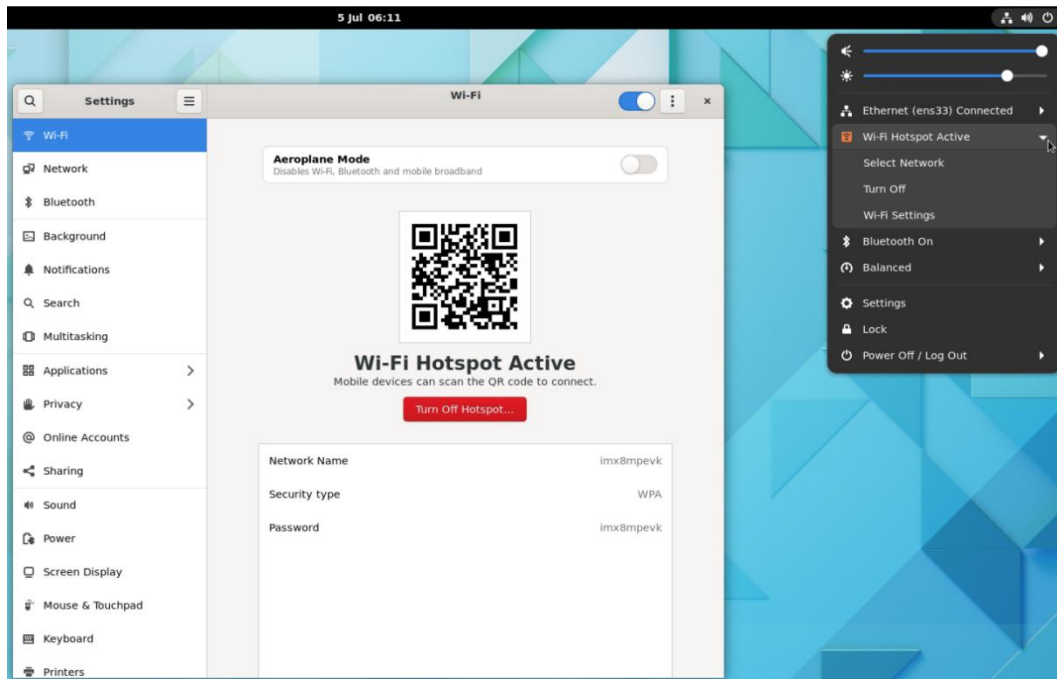 5 Jul 06:11
Settings
Wi-Fi
Wi-Fi
Network
Bluetooth
Background
Notifications
Search
Multitasking
Applications
Privacy
Online Accounts
Sharing
Sound
Power
Screen Display
Mouse & Touchpad
Keyboard
Printers
Aeroplane Mode
Disables Wi-Fi, Bluetooth and mobile broadband
Wi-Fi Hotspot Active
Mobile devices can scan the QR code to connect.
Turn Off Hotspot...
Network Name imx8mpevk
Security type WPA
Password imx8mpevk
Ethernet (ens33) Connected
Wi-Fi Hotspot Active
Select Network
Turn Off
Wi-Fi Settings
Bluetooth On
Balanced
Settings
Lock
Power Off / Log Out